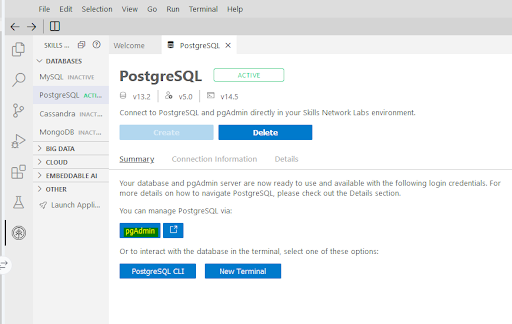 File Edit Selection View Go Run Terminal Help
SKILLS ...
Welcome
PostgreSQL
DATABASES
MySQL INACTIVE
PostgreSQL ACTI...
Cassandra INACT...
MongoDB INACT...
BIG DATA
CLOUD
EMBEDDABLE AI
OTHER
Launch Appli...
PostgreSQL
ACTIVE
v13.2 v5.0 v14.5
Connect to PostgreSQL and pgAdmin directly in your Skills Network Labs environment.
Create
Delete
Summary Connection Information Details
Your database and pgAdmin server are now ready to use and available with the following login credentials. For
more details on how to navigate PostgreSQL, please check out the Details section.
You can manage PostgreSQL via:
pgAdmin
Or to interact with the database in the terminal, select one of these options:
PostgreSQL CLI
New Terminal